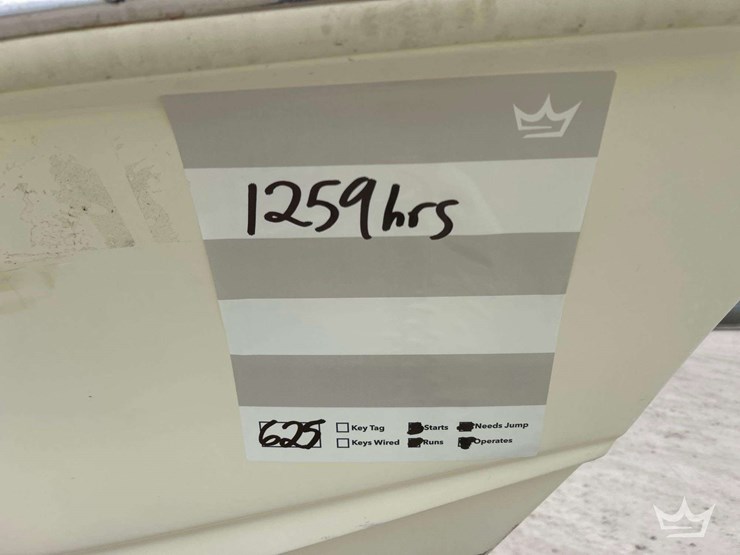 1259hrs
625 Key Tag Starts Needs Jump
Keys Wired Runs Operates